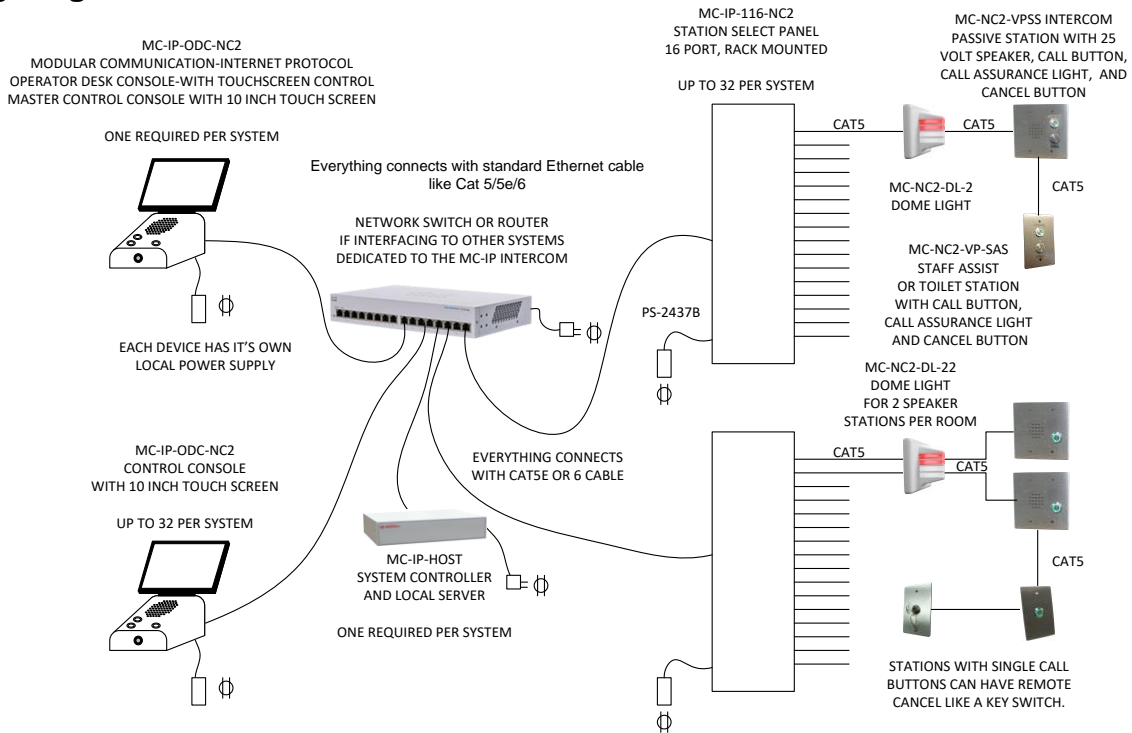 MC-IP-ODC-NC2
MODULAR COMMUNICATION-INTERNET PROTOCOL
OPERATOR DESK CONSOLE-WITH TOUCHSCREEN CONTROL
MASTER CONTROL CONSOLE WITH 10 INCH TOUCH SCREEN
ONE REQUIRED PER SYSTEM
EACH DEVICE HAS IT'S OWN
LOCAL POWER SUPPLY
MC-IP-ODC-NC2
CONTROL CONSOLE
WITH 10 INCH TOUCH SCREEN
UP TO 32 PER SYSTEM
Everything connects with standard Ethernet cable
like Cat 5/5e/6
NETWORK SWITCH OR ROUTER
IF INTERFACING TO OTHER SYSTEMS
DEDICATED TO THE MC-IP INTERCOM
EVERYTHING CONNECTS
WITH CAT5E OR 6 CABLE
MC-IP-HOST
SYSTEM CONTROLLER
AND LOCAL SERVER
ONE REQUIRED PER SYSTEM
MC-IP-116-NC2
STATION SELECT PANEL
16 PORT, RACK MOUNTED
UP TO 32 PER SYSTEM
PS-2437B
MC-NC2-VPSS INTERCOM
PASSIVE STATION WITH 25
VOLT SPEAKER, CALL BUTTON,
CALL ASSURANCE LIGHT, AND
CANCEL BUTTON
CAT5
CAT5
CAT5
MC-NC2-DL-2
DOME LIGHT
MC-NC2-VP-SAS
STAFF ASSIST
OR TOILET STATION
WITH CALL BUTTON,
CALL ASSURANCE LIGHT
AND CANCEL BUTTON
MC-NC2-DL-22
DOME LIGHT
FOR 2 SPEAKER
STATIONS PER ROOM
CAT5
CAT5
CAT5
STATIONS WITH SINGLE CALL
BUTTONS CAN HAVE REMOTE
CANCEL LIKE A KEY SWITCH.